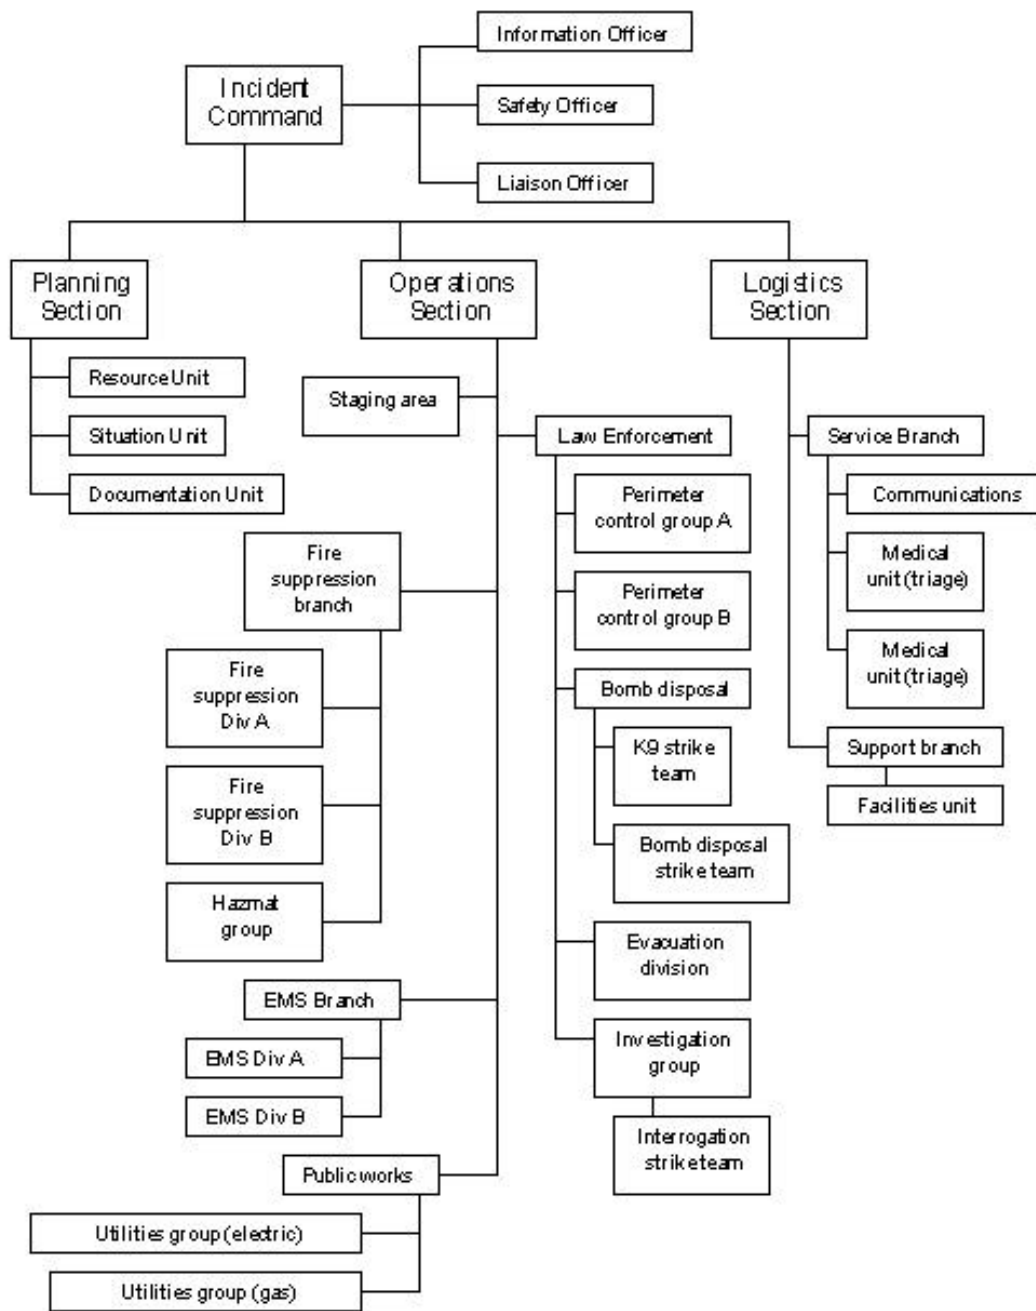 Information Officer
Incident
Command
Safety Officer
Liaison Officer
Planning
Section
Operations
Section
Logistics
Section
Resource Unit
Situation Unit
Documentation Unit
Staging area
Fire
suppression
branch
Fire
suppression
Div A
Fire
suppression
Div B
Hazmat
group
EMS Branch
EMS Div A
EMS Div B
Public works
Utilities group (electric)
Utilities group (gas)
Law Enforcement
Perimeter
control group A
Perimeter
control group B
Bomb disposal
K9 strike
team
Bomb disposal
strike team
Evacuation
division
Investigation
group
Interrogation
strike team
Service Branch
Communications
Medical
unit (triage)
Medical
unit (triage)
Support branch
Facilities unit